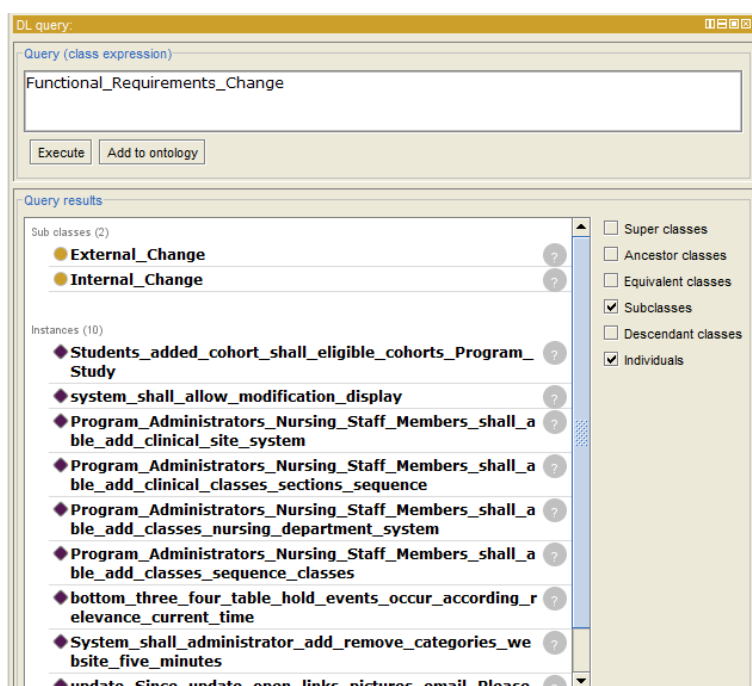 DL query:
Query (class expression)
Functional_Requirements_Change
Execute
Add to ontology
Query results
Sub classes (2)
External_Change
?
Internal_Change
?
Instances (10)
Students_added_cohort_shall_eligible_cohorts_Program_
Study
?
system_shall_allow_modification_display
?
Program_Administrators_Nursing_Staff_Members_shall_a
ble_add_clinical_site_system
?
Program_Administrators_Nursing_Staff_Members_shall_a
ble_add_clinical_classes_sections_sequence
?
Program_Administrators_Nursing_Staff_Members_shall_a
ble_add_classes_nursing_department_system
?
Program_Administrators_Nursing_Staff_Members_shall_a
ble_add_classes_sequence_classes
?
bottom_three_four_table_hold_events_occur_according_r
elevance_current_time
?
System_shall_administrator_add_remove_categories_we
bsite_five_minutes
?
update_Since_update_open_links_pictures_email_Please_
?
Super classes
Ancestor classes
Equivalent classes
Subclasses
Descendant classes
Individuals